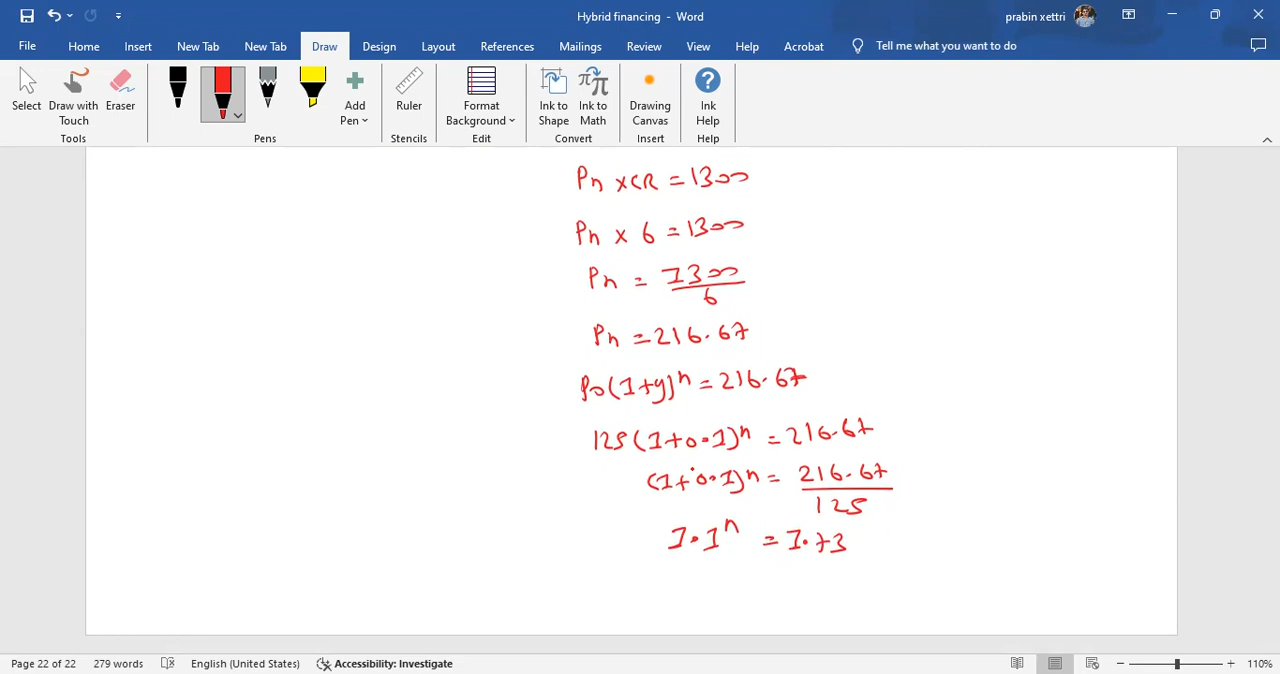 Hybrid financing - Word
prabin xettri
File Home Insert New Tab New Tab Draw Design Layout References Mailings Review View Help Acrobat Tell me what you want to do
Select Draw with Touch Eraser
Add Pen
Ruler
Format Background
Ink to Shape Ink to Math
Drawing Canvas
Ink Help
Tools Pens Stencils Edit Convert Insert Help
Pn × CR = 1300
Pn × 6 = 1300
Pn = 1300/6
Pn = 216.67
P0(1+g)^n = 216.67
125(1+0.1)^n = 216.67
(1+0.1)^n = 216.67/125
1.1^n = 1.73
Page 22 of 22 279 words English (United States) Accessibility: Investigate 110%